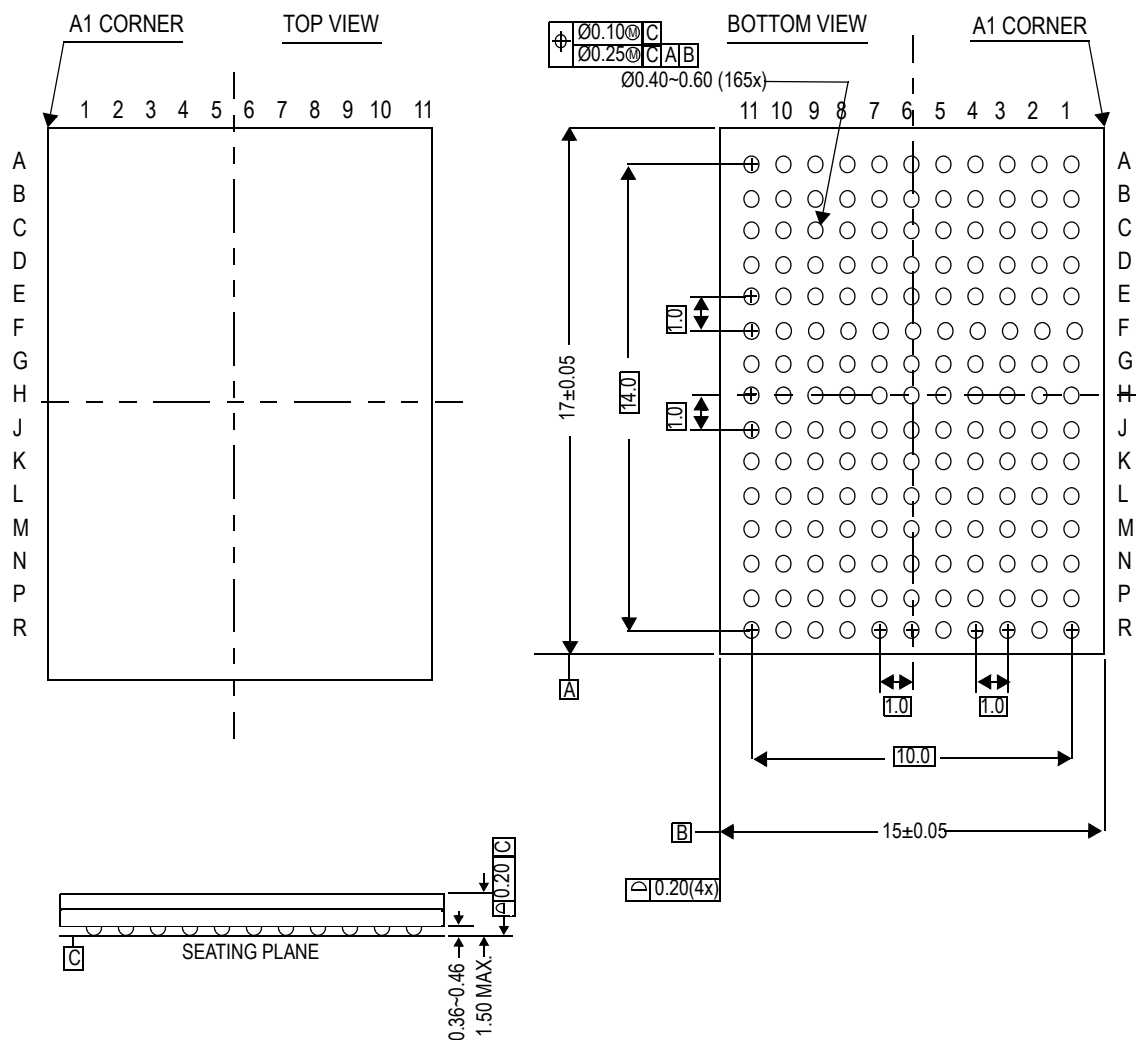 A1 CORNER
TOP VIEW
1 2 3 4 5 6 7 8 9 10 11
A
B
C
D
E
F
G
H
J
K
L
M
N
P
R
Ø0.10Ⓜ C
Ø0.25Ⓜ C A B
BOTTOM VIEW
A1 CORNER
Ø0.40~0.60 (165x)
11 10 9 8 7 6 5 4 3 2 1
A
B
C
D
E
F
G
H
J
K
L
M
N
P
R
1.0
17±0.05
14.0
1.0
A
1.0
1.0
10.0
B
15±0.05
0.20(4x)
0.20 C
C
SEATING PLANE
0.36~0.46
1.50 MAX.